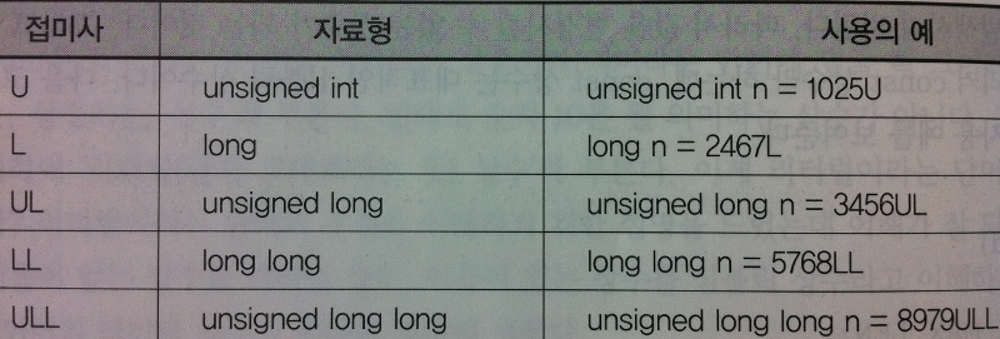 접미사 자료형 사용의 예
U unsigned int unsigned int n = 1025U
L long long n = 2467L
UL unsigned long unsigned long n = 3456UL
LL long long long long n = 5768LL
ULL unsigned long long unsigned long long n = 8979ULL